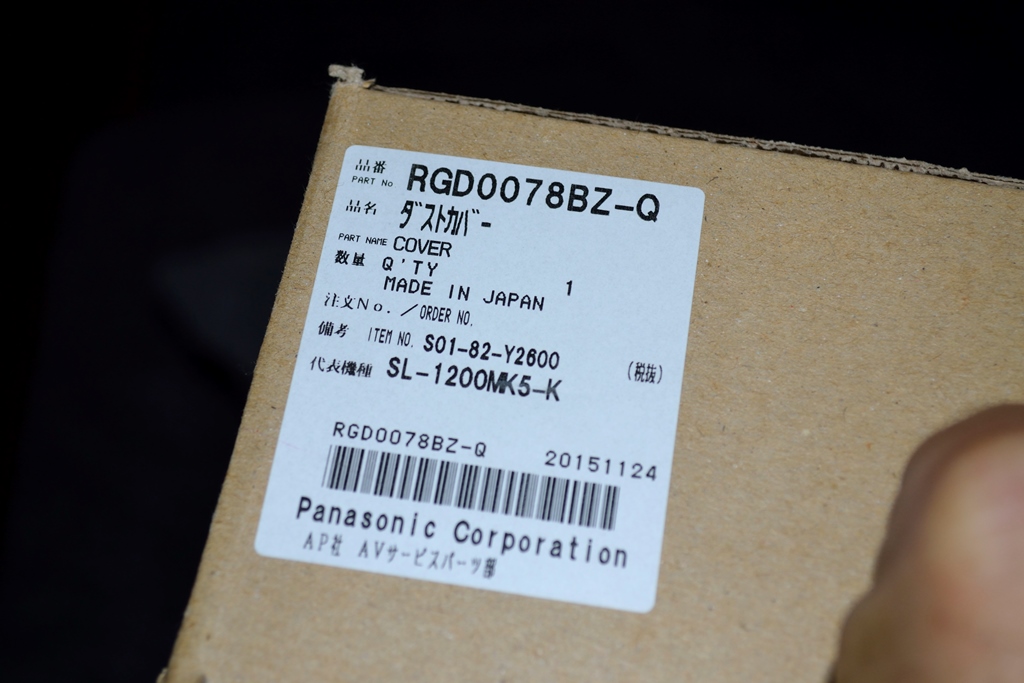 品番 PART No RGD0078BZ-Q
品名 ダストカバー
PART NAME COVER
数量 Q'TY 1
MADE IN JAPAN
注文No.／ORDER NO.
備考 ITEM NO. S01-82-Y2600 (税抜)
代表機種 SL-1200MK5-K
RGD0078BZ-Q 20151124
Panasonic Corporation
AP社 AVサービスパーツ部